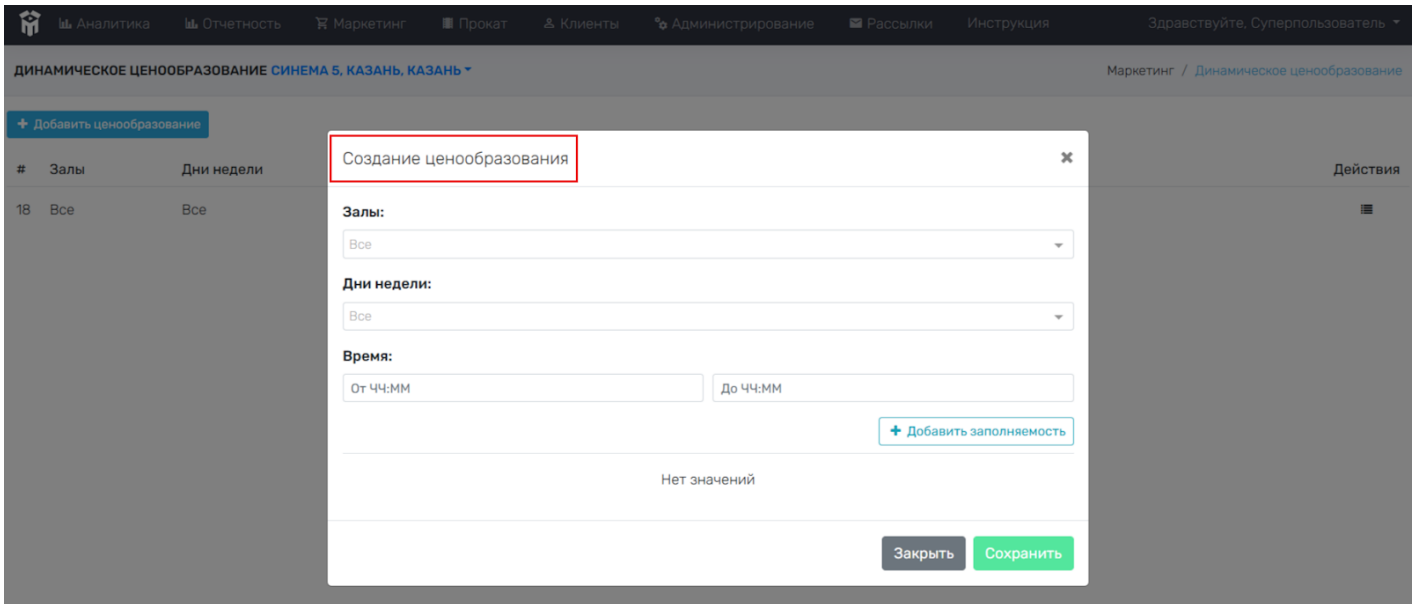 Аналитика Отчетность Маркетинг Прокат Клиенты Администрирование Рассылки Инструкция Здравствуйте, Суперпользователь
ДИНАМИЧЕСКОЕ ЦЕНООБРАЗОВАНИЕ СИНЕМА 5, КАЗАНЬ, КАЗАНЬ Маркетинг / Динамическое ценообразование
+ Добавить ценообразование
Создание ценообразования ×
# Залы Дни недели Действия
18 Все Все
Залы:
Все
Дни недели:
Все
Время:
От ЧЧ:ММ До ЧЧ:ММ
+ Добавить заполняемость
Нет значений
Закрыть Сохранить